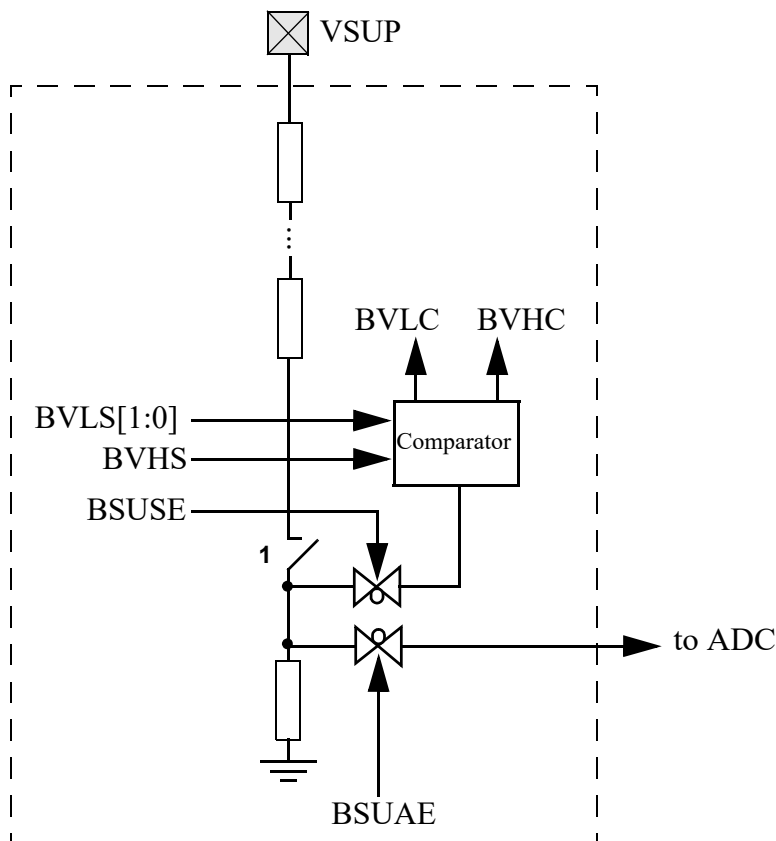 VSUP
...
BVLC BVHC
BVLS[1:0]
Comparator
BVHS
BSUSE
1
to ADC
BSUAE